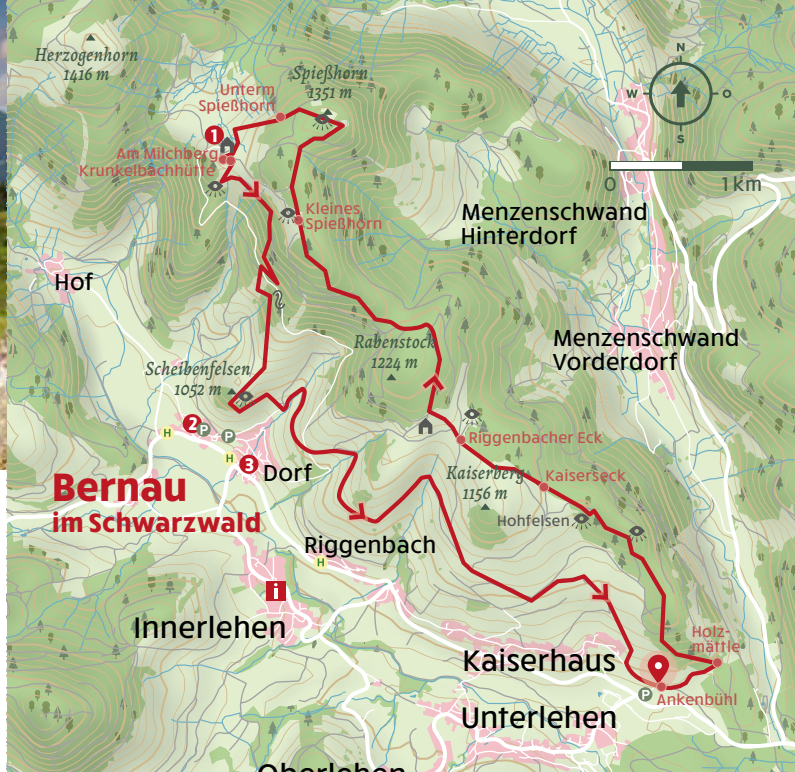 Herzogenhorn
1416 m
Unterm
Spießhorn
Spießhorn
1351 m
N
W
O
S
1
Am Milchberg
Krunkelbachhütte
0
1 km
Kleines
Spießhorn
Menzenschwand
Hinterdorf
Hof
Menzenschwand
Vorderdorf
Rabenstock
1224 m
Scheibenfelsen
1052 m
H
2
P
P
H
3
Dorf
Riggenbacher Eck
Kaiserberg
1156 m
Kaiserseck
Bernau
im Schwarzwald
Hohfelsen
Riggenbach
H
i
Innerlehen
Holz-
mättle
Kaiserhaus
P
Ankenbühl
Unterlehen
Oberlehen